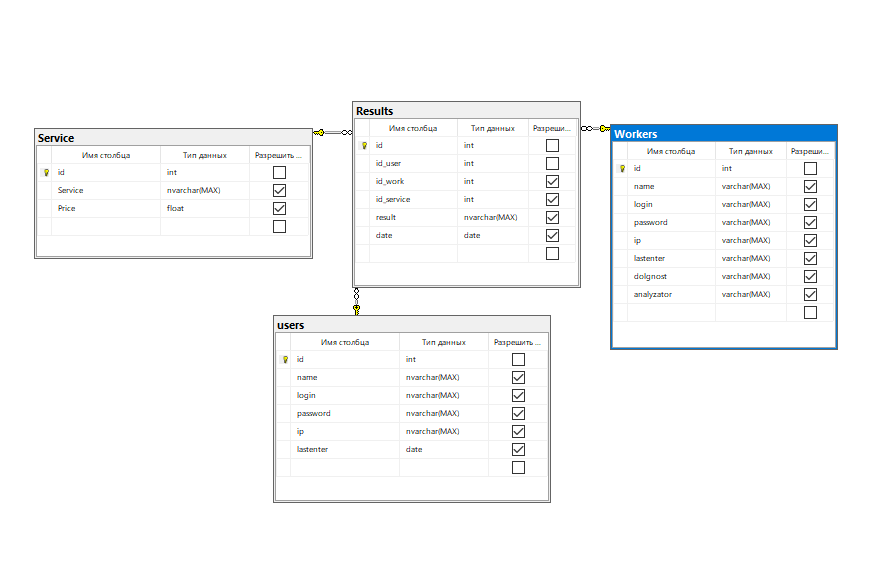 Service
Имя столбца Тип данных Разрешить ...
id int
Service nvarchar(MAX)
Price float
Results
Имя столбца Тип данных Разреши...
id int
id_user int
id_work int
id_service int
result nvarchar(MAX)
date date
Workers
Имя столбца Тип данных Разреши...
id int
name varchar(MAX)
login varchar(MAX)
password varchar(MAX)
ip varchar(MAX)
lastenter varchar(MAX)
dolgnost varchar(MAX)
analyzator varchar(MAX)
users
Имя столбца Тип данных Разрешить ...
id int
name nvarchar(MAX)
login nvarchar(MAX)
password nvarchar(MAX)
ip nvarchar(MAX)
lastenter date